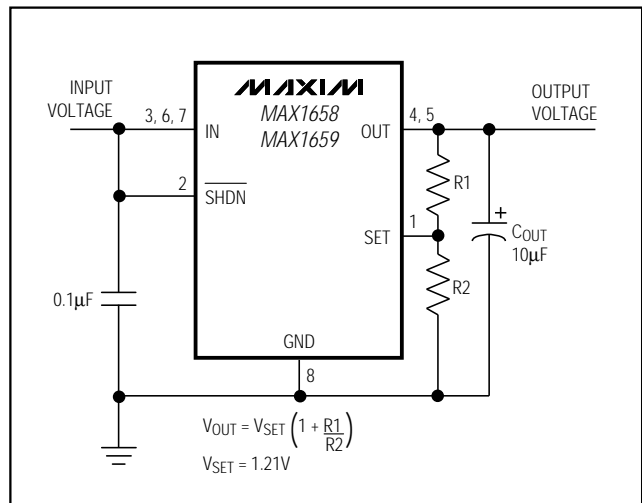 MAXIM
MAX1658
MAX1659
INPUT
VOLTAGE
OUTPUT
VOLTAGE
3, 6, 7
IN
OUT
4, 5
2
SHDN
R1
SET
1
COUT
10µF
+
R2
0.1µF
GND
8
VOUT = VSET (1 + R1/R2)
VSET = 1.21V